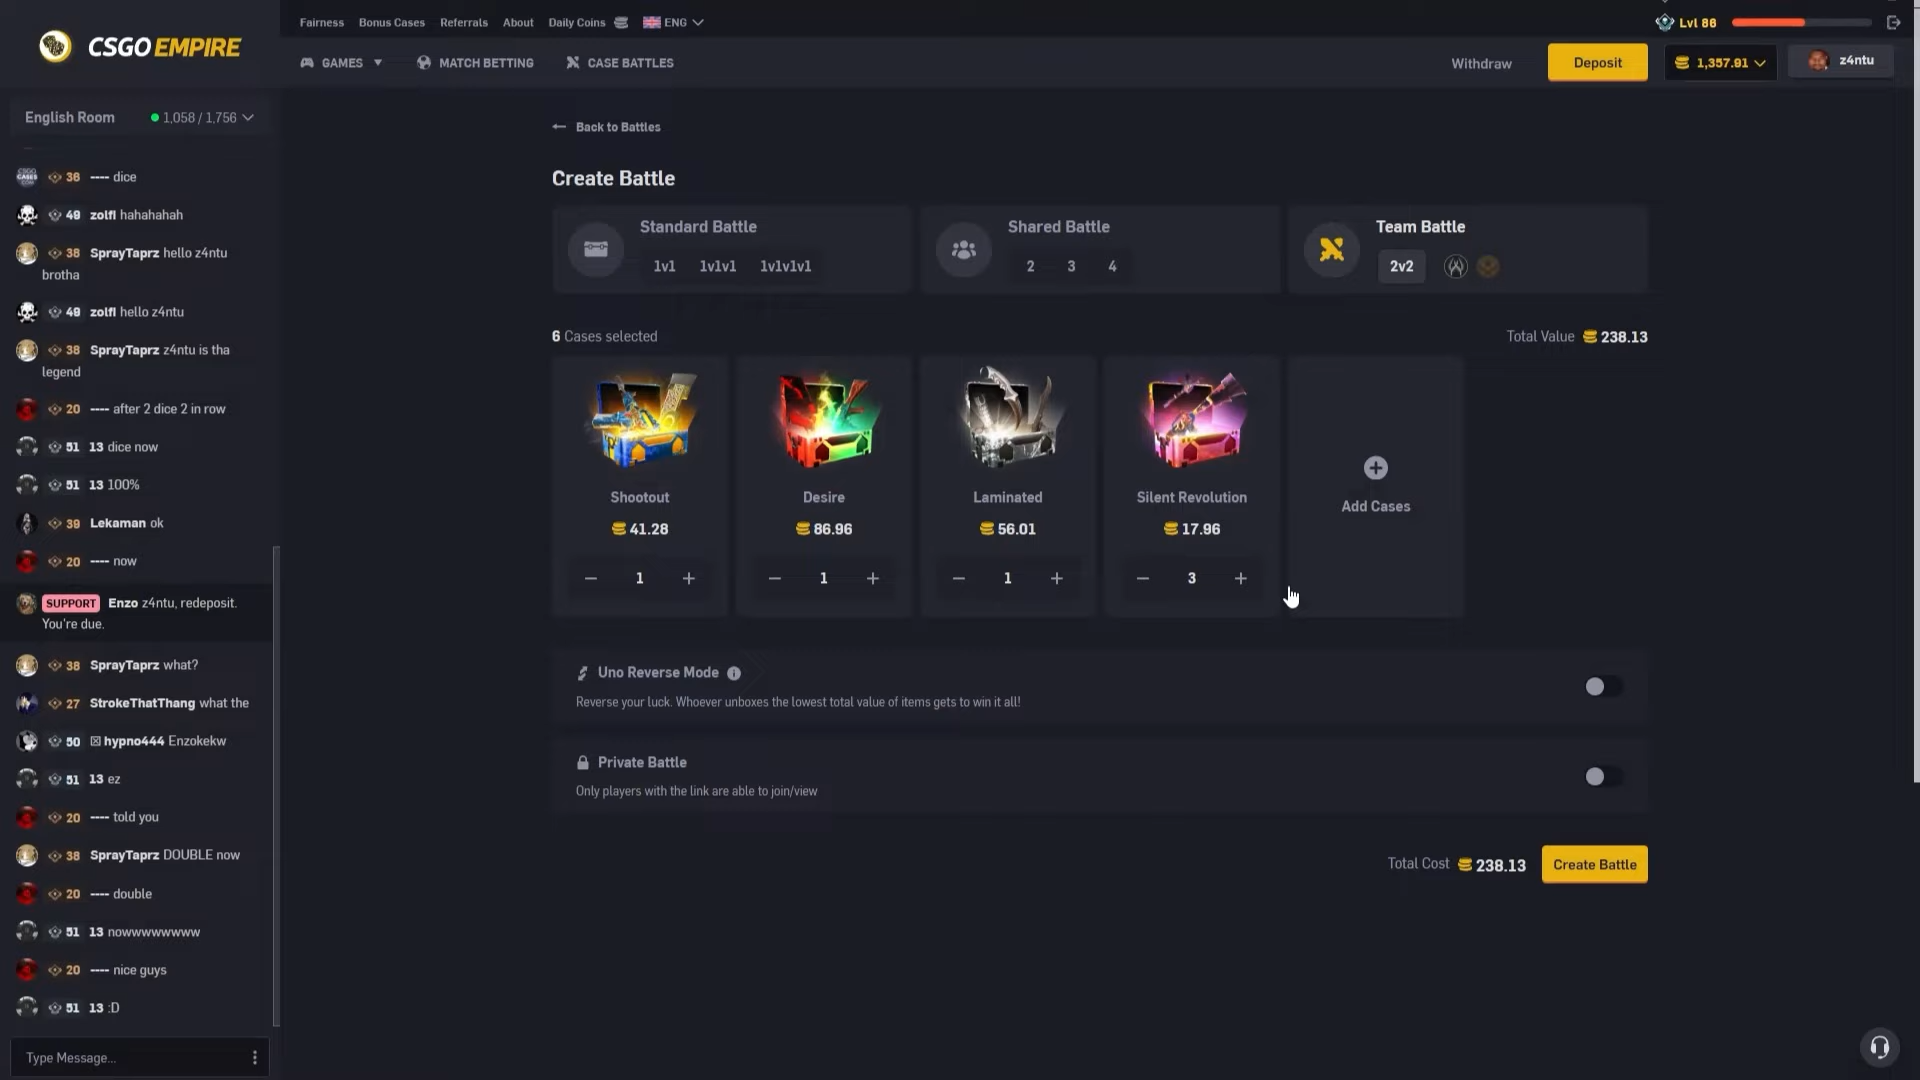 CSGOEMPIRE
Fairness Bonus Cases Referrals About Daily Coins ENG
Lvl 86
GAMES MATCH BETTING CASE BATTLES
Withdraw Deposit 1,357.91 z4ntu
English Room 1,058 / 1,756
36 ---- dice
49 zolfi hahahahah
38 SprayTaprz hello z4ntu
brotha
49 zolfi hello z4ntu
38 SprayTaprz z4ntu is tha
legend
20 ---- after 2 dice 2 in row
51 13 dice now
51 13 100%
39 Lekaman ok
20 ---- now
SUPPORT Enzo z4ntu, redeposit.
You're due.
38 SprayTaprz what?
27 StrokeThatThang what the
50 hypno444 Enzokekw
51 13 ez
20 ---- told you
38 SprayTaprz DOUBLE now
20 ---- double
51 13 nowwwwwwww
20 ---- nice guys
51 13 :D
Type Message...
Back to Battles
Create Battle
Standard Battle
1v1 1v1v1 1v1v1v1
Shared Battle
2 3 4
Team Battle
2v2
6 Cases selected
Total Value 238.13
Shootout
41.28
1
Desire
86.96
1
Laminated
56.01
1
Silent Revolution
17.96
3
Add Cases
Uno Reverse Mode
Reverse your luck. Whoever unboxes the lowest total value of items gets to win it all!
Private Battle
Only players with the link are able to join/view
Total Cost 238.13 Create Battle